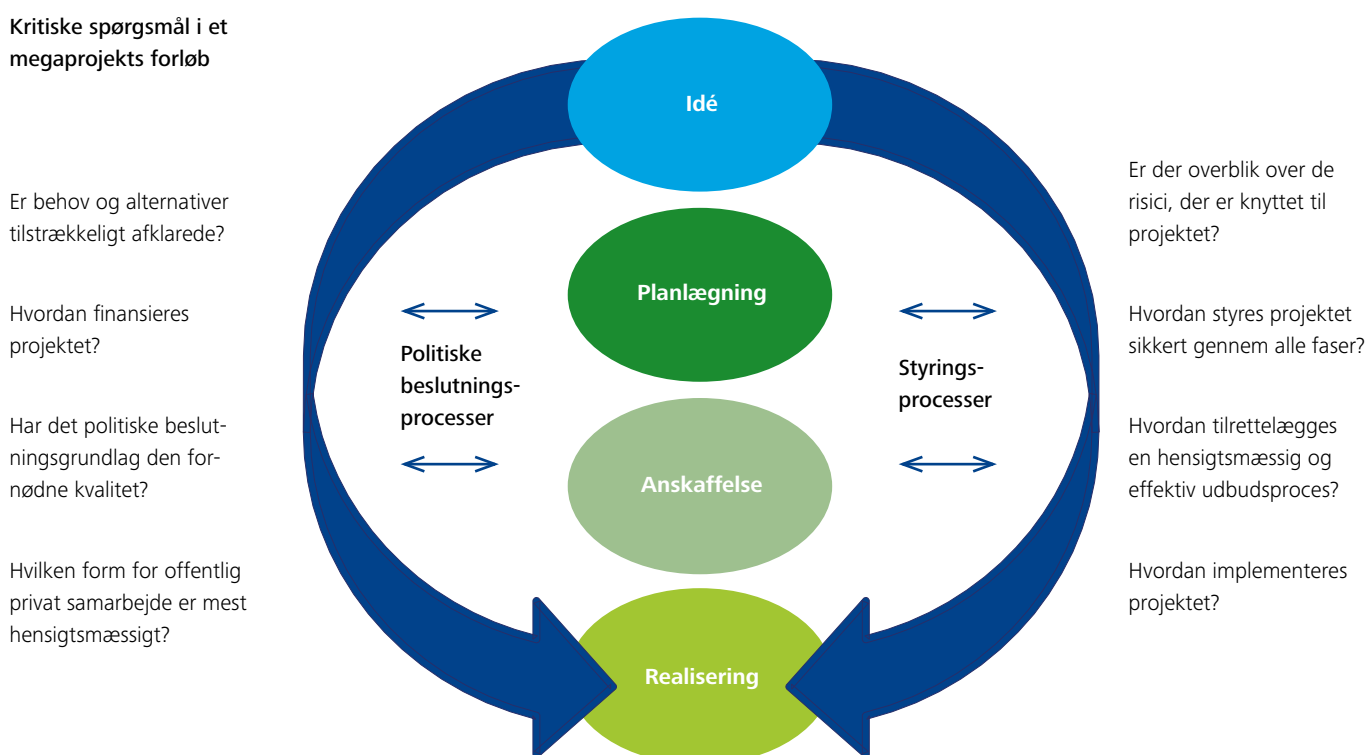 Kritiske spørgsmål i et
megaprojekts forløb
Er behov og alternativer
tilstrækkeligt afklarede?
Hvordan finansieres
projektet?
Har det politiske beslut-
ningsgrundlag den for-
nødne kvalitet?
Hvilken form for offentlig
privat samarbejde er mest
hensigtsmæssigt?
Politiske
beslutnings-
processer
Idé
Planlægning
Anskaffelse
Realisering
Styrings-
processer
Er der overblik over de
risici, der er knyttet til
projektet?
Hvordan styres projektet
sikkert gennem alle faser?
Hvordan tilrettelægges
en hensigtsmæssig og
effektiv udbudsproces?
Hvordan implementeres
projektet?